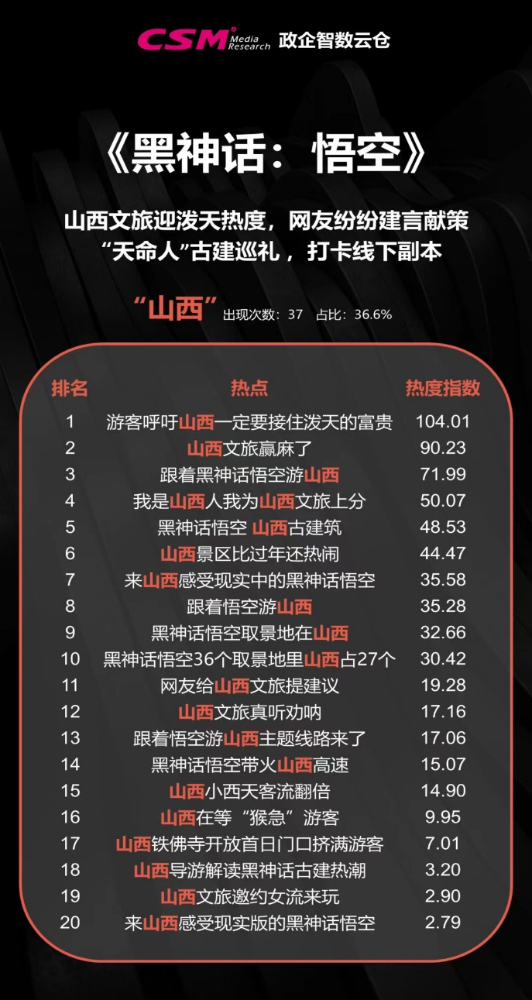 CSM Media Research 政企智数云仓
《黑神话：悟空》
山西文旅迎泼天热度，网友纷纷建言献策
“天命人”古建巡礼，打卡线下副本
“山西” 出现次数：37 占比：36.6%
排名 热点 热度指数
1 游客呼吁山西一定要接住泼天的富贵 104.01
2 山西文旅赢麻了 90.23
3 跟着黑神话悟空游山西 71.99
4 我是山西人我为山西文旅上分 50.07
5 黑神话悟空 山西古建筑 48.53
6 山西景区比过年还热闹 44.47
7 来山西感受现实中的黑神话悟空 35.58
8 跟着悟空游山西 35.28
9 黑神话悟空取景地在山西 32.66
10 黑神话悟空36个取景地里山西占27个 30.42
11 网友给山西文旅提建议 19.28
12 山西文旅真听劝呐 17.16
13 跟着悟空游山西主题线路来了 17.06
14 黑神话悟空带火山西高速 15.07
15 山西小西天客流翻倍 14.90
16 山西在等“猴急”游客 9.95
17 山西铁佛寺开放首日门口挤满游客 7.01
18 山西导游解读黑神话古建热潮 3.20
19 山西文旅邀约女流来玩 2.90
20 来山西感受现实版的黑神话悟空 2.79